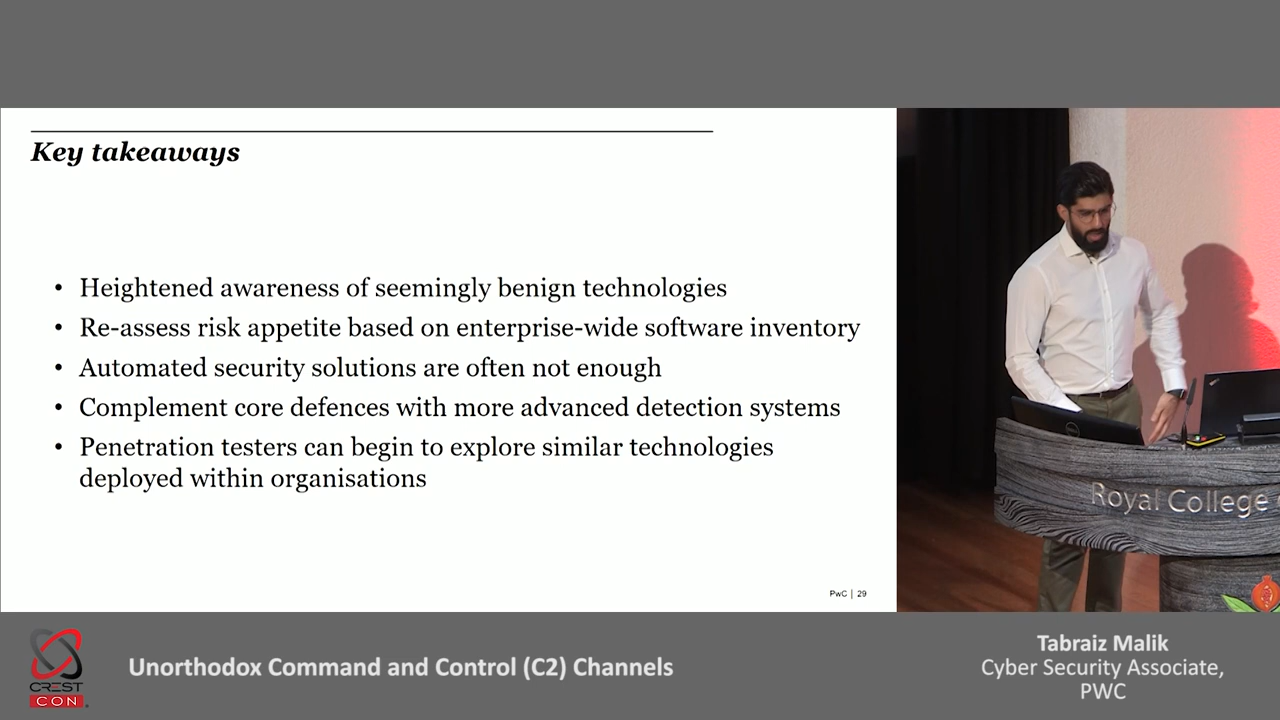 Key takeaways
• Heightened awareness of seemingly benign technologies
• Re-assess risk appetite based on enterprise-wide software inventory
• Automated security solutions are often not enough
• Complement core defences with more advanced detection systems
• Penetration testers can begin to explore similar technologies
deployed within organisations
PwC | 29
DELL
Royal College
CREST
CON
Unorthodox Command and Control (C2) Channels
Tabraiz Malik
Cyber Security Associate,
PWC